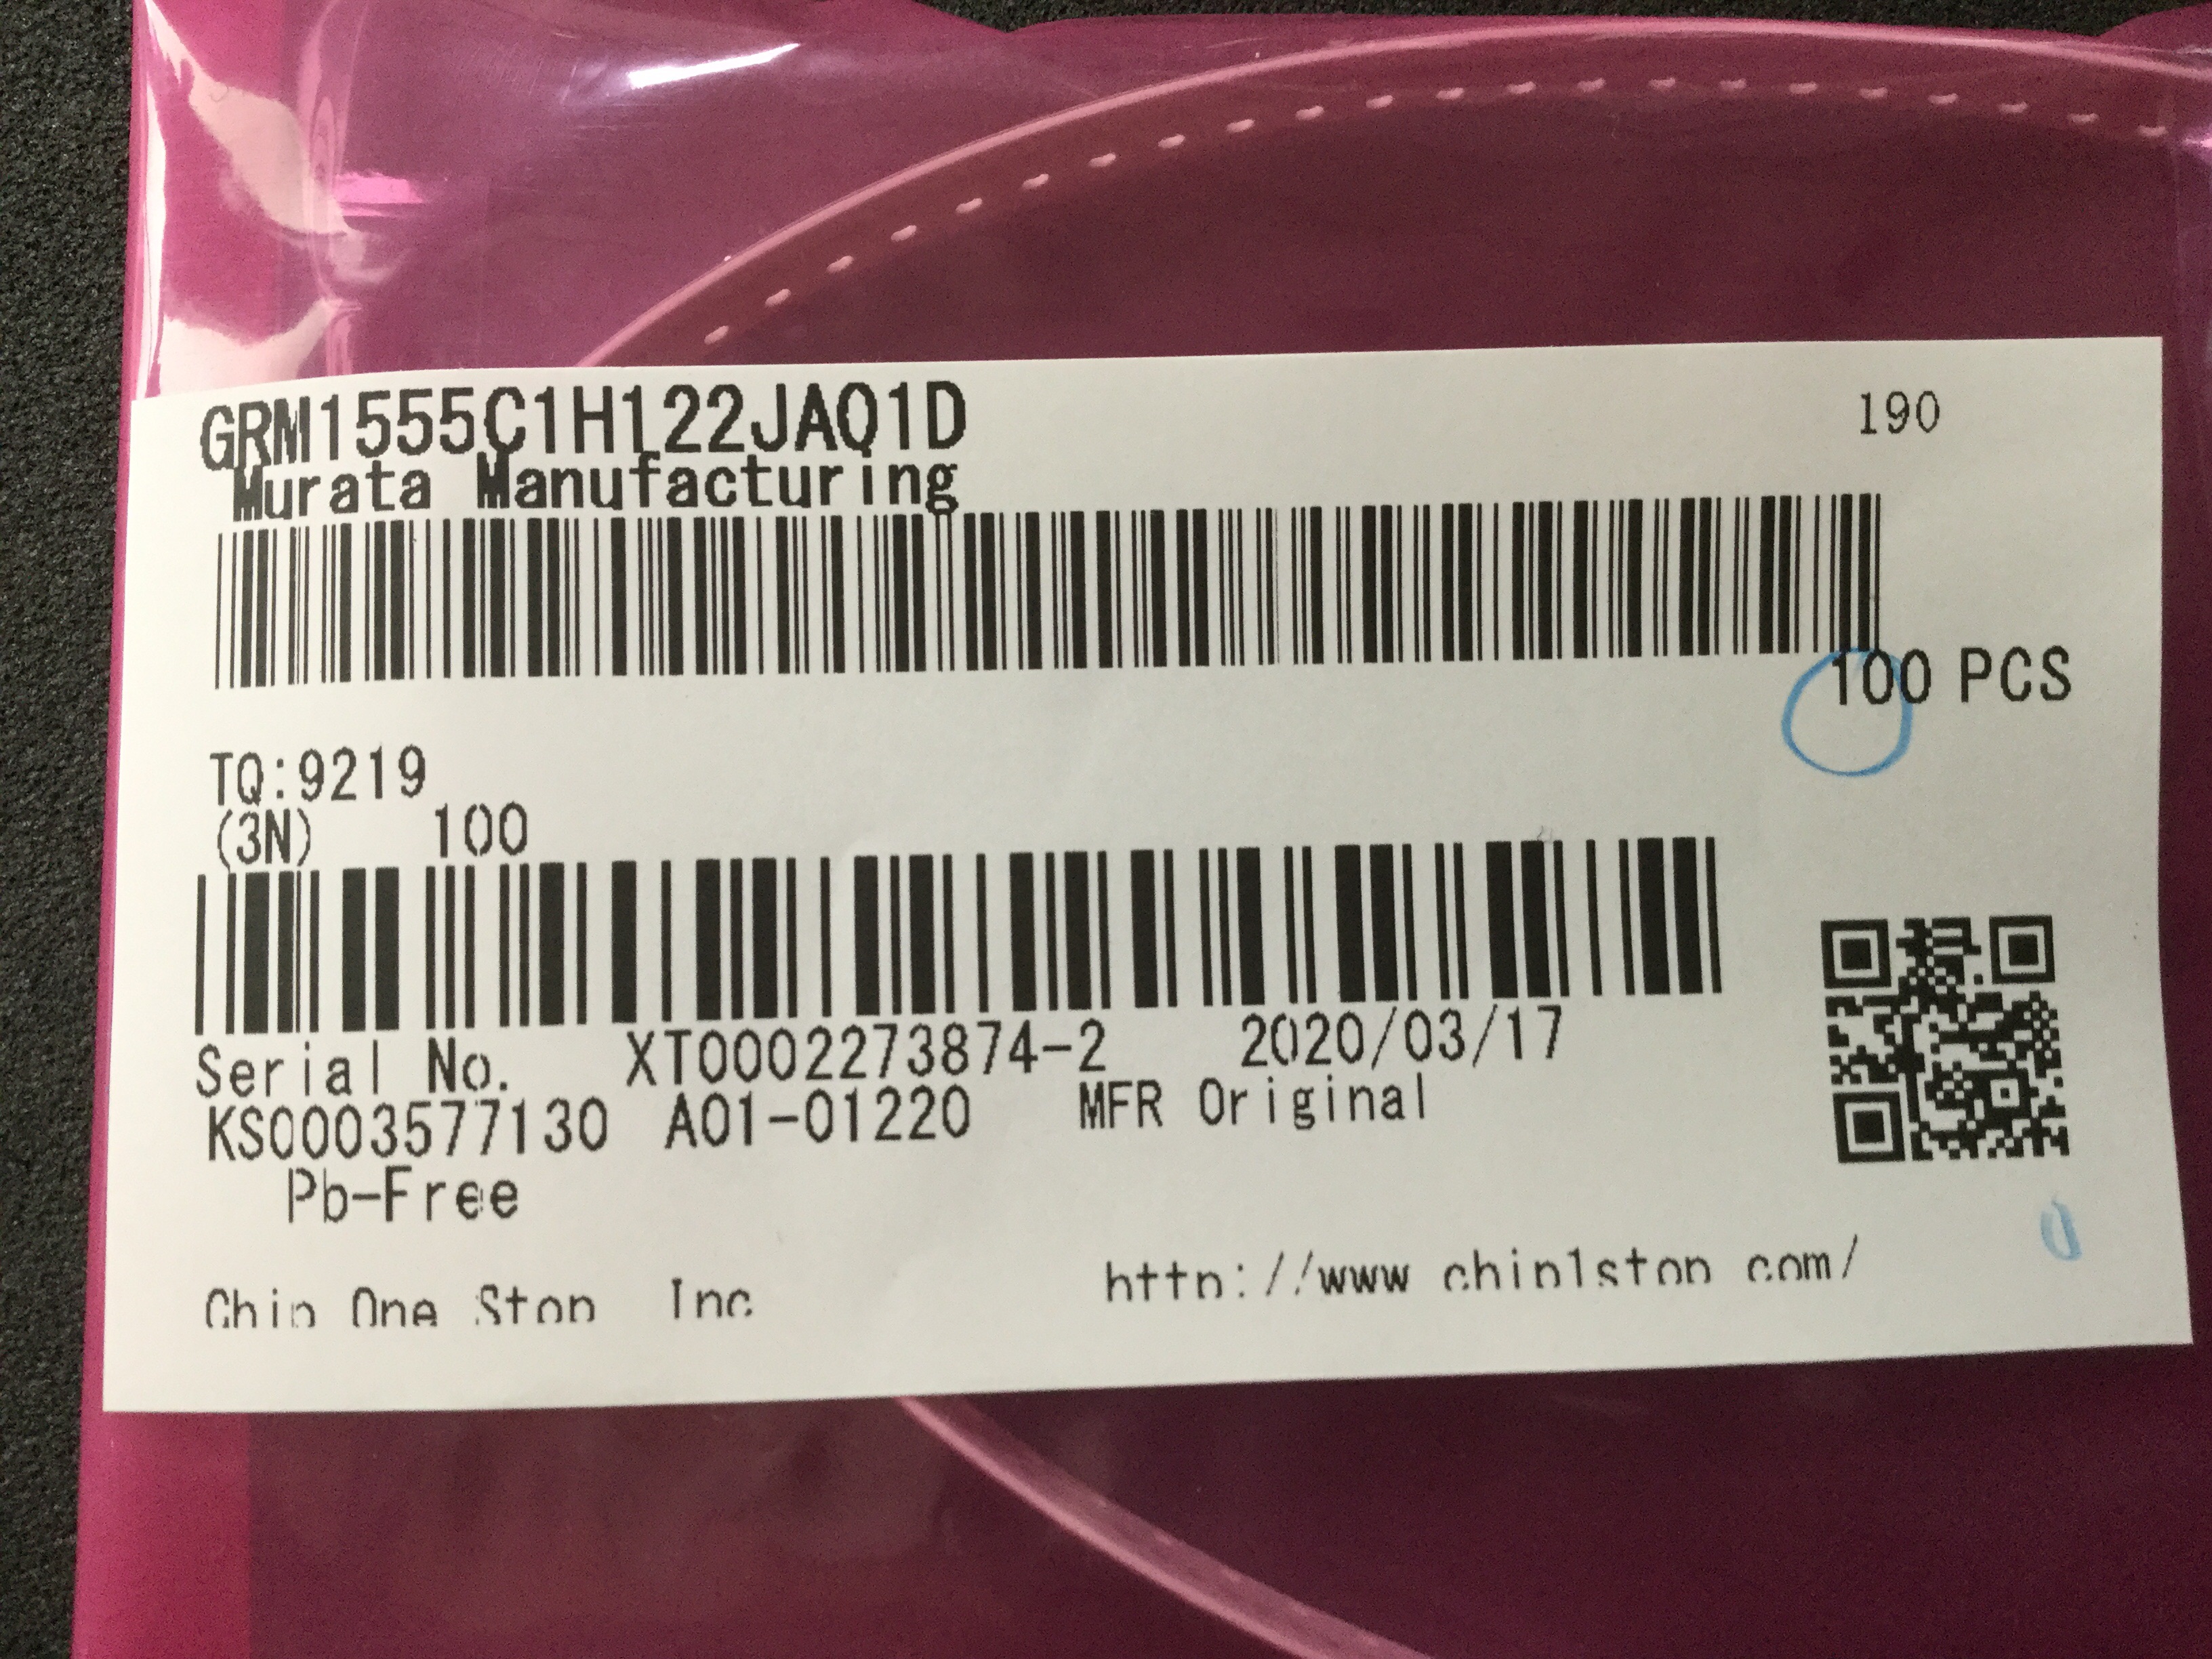 GRM1555C1H122JAQ1D 190
Murata Manufacturing
100 PCS
TQ:9219
(3N) 100
Serial No. XT0002273874-2 2020/03/17
KS0003577130 A01-01220 MFR Original
Pb-Free
Chip One Stop Inc http://www chip1stop com/